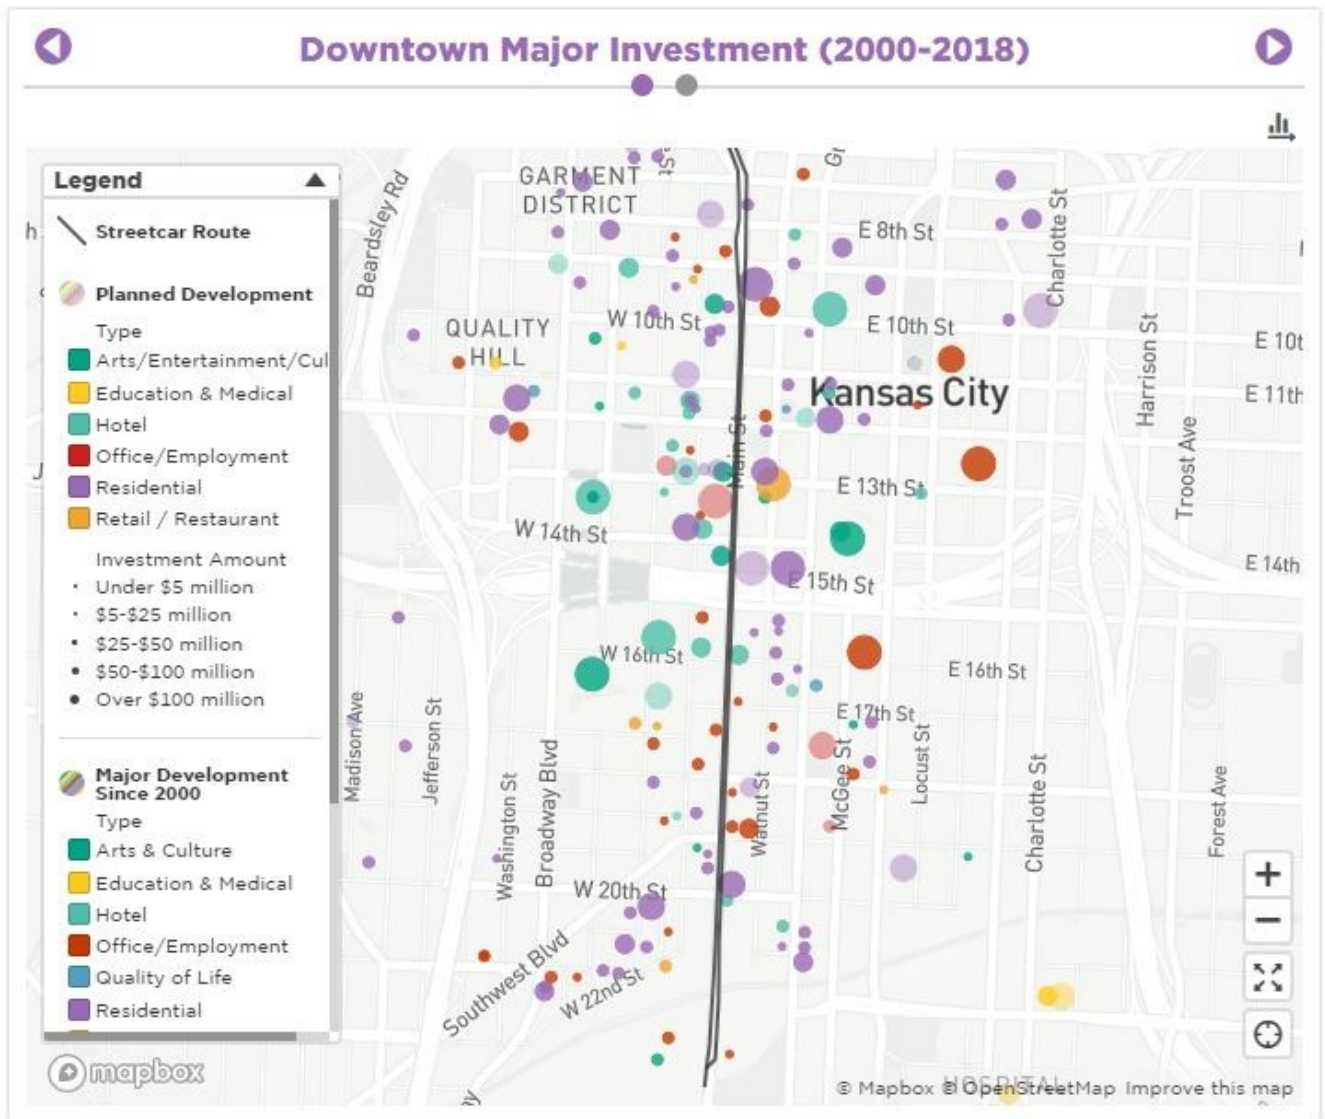 Downtown Major Investment (2000-2018)
Legend
Streetcar Route
Planned Development
Type
Arts/Entertainment/Cul
Education & Medical
Hotel
Office/Employment
Residential
Retail / Restaurant
Investment Amount
Under $5 million
$5-$25 million
$25-$50 million
$50-$100 million
Over $100 million
Major Development
Since 2000
Type
Arts & Culture
Education & Medical
Hotel
Office/Employment
Quality of Life
Residential
mapbox
Beardsley Rd
GARMENT
DISTRICT
St
E 8th St
Charlotte St
W 10th St
E 10th St
QUALITY
HILL
Harrison St
E 10t
Kansas City
E 11th
Main St
Troost Ave
E 13th St
W 14th St
E 14th
E 15th St
W 16th St
E 16th St
E 17th St
Madison Ave
Jefferson St
Washington St
Broadway Blvd
Walnut St
McGee St
Locust St
Charlotte St
Forest Ave
W 20th St
Southwest Blvd
W 22nd St
HOSPITAL
© Mapbox © OpenStreetMap Improve this map